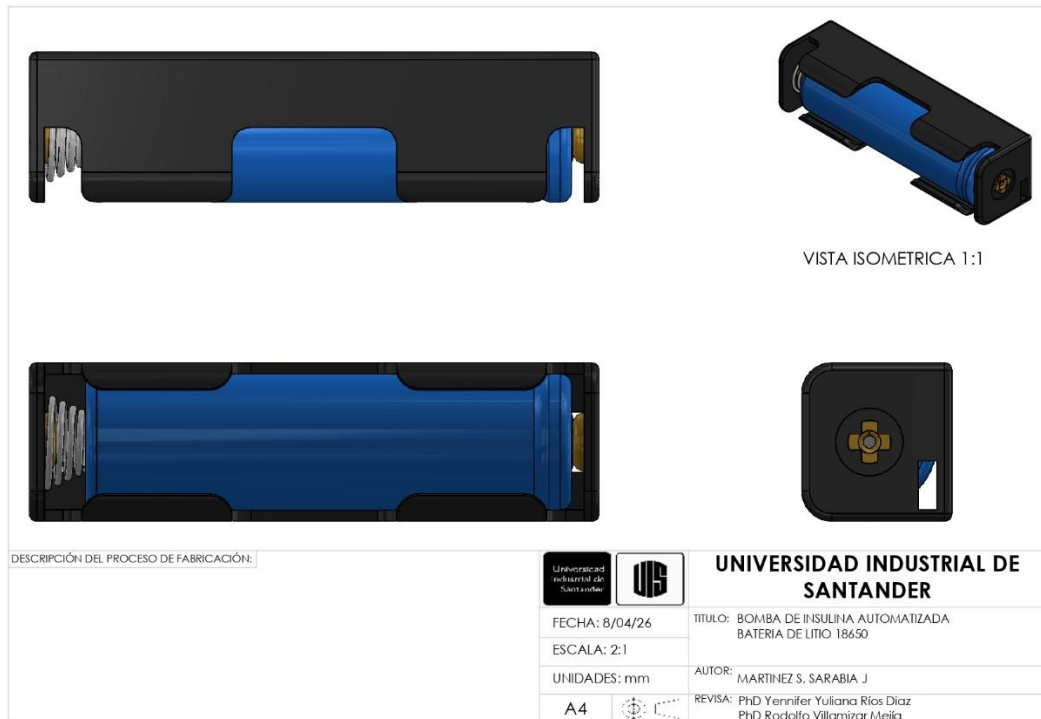 VISTA ISOMETRICA 1:1
DESCRIPCIÓN DEL PROCESO DE FABRICACIÓN:
Universidad
Industrial de
Santander
UIS
UNIVERSIDAD INDUSTRIAL DE
SANTANDER
FECHA: 8/04/26
TITULO: BOMBA DE INSULINA AUTOMATIZADA
BATERIA DE LITIO 18650
ESCALA: 2:1
UNIDADES: mm
AUTOR: MARTINEZ S, SARABIA J
A4
REVISA: PhD Yennifer Yuliana Ríos Diaz
PhD Rodolfo Villamizar Mejía